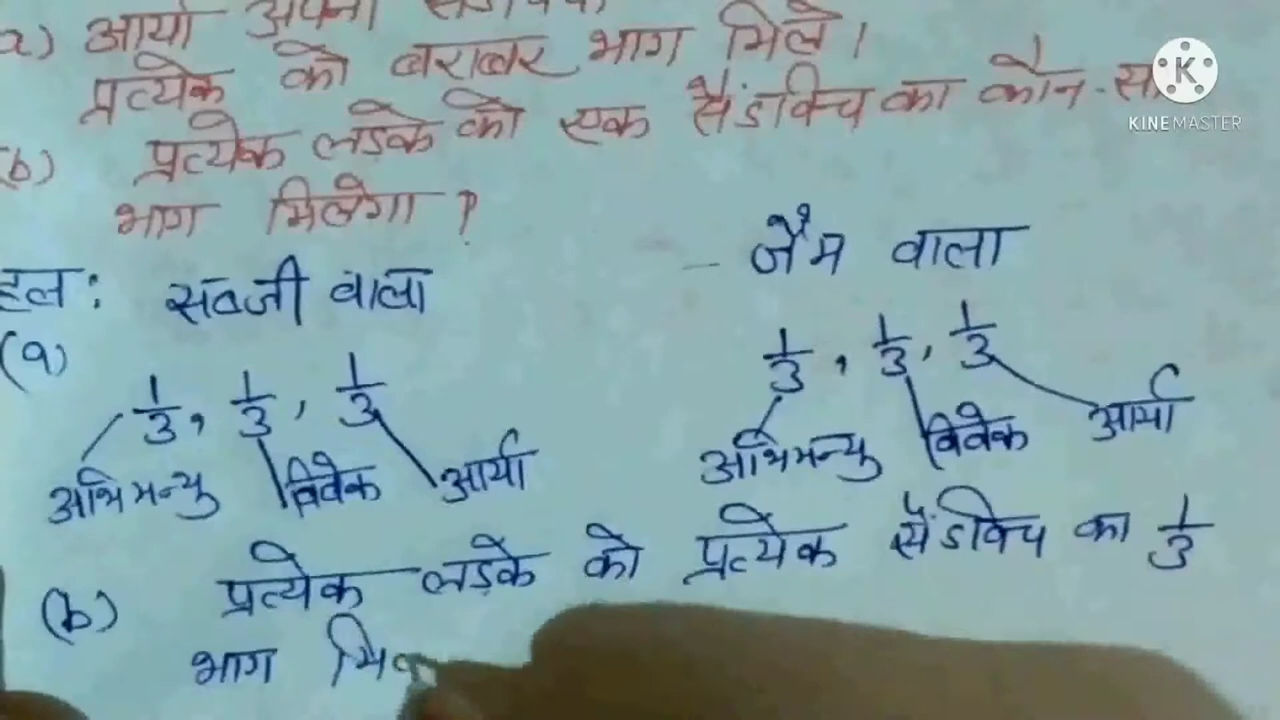 a) आर्या अपनी
प्रत्येक को बराबर भाग मिले।
(b) प्रत्येक लड़के को एक सैंडविच का कौन-सा
भाग मिलेगा?
हल: सब्जी वाला
जैम वाला
(a)
1/3, 1/3, 1/3
1/3, 1/3, 1/3
अभिमन्यु विवेक आर्या
अभिमन्यु विवेक आर्या
(b) प्रत्येक लड़के को प्रत्येक सैंडविच का 1/3
भाग
K
KINEMASTER